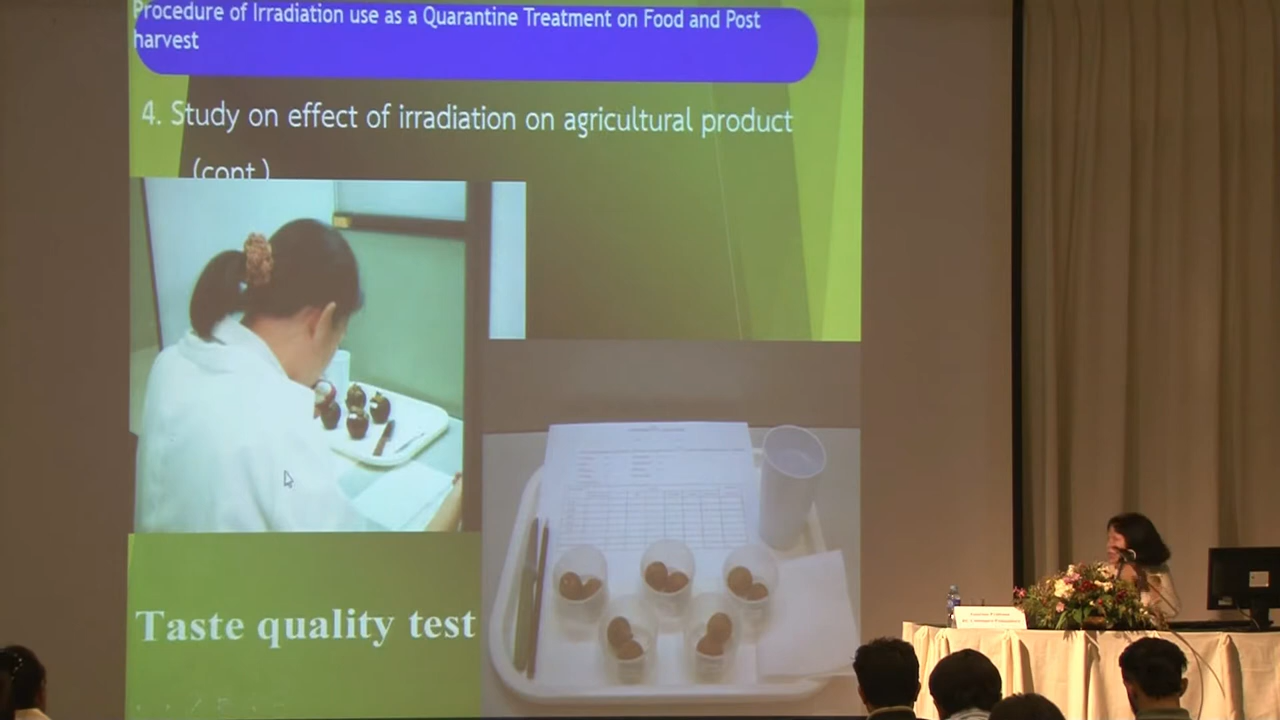 Procedure of Irradiation use as a Quarantine Treatment on Food and Post
harvest
4. Study on effect of irradiation on agricultural product
(cont.)
Taste quality test